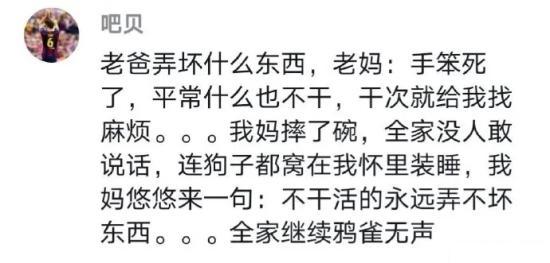 吧贝
6
老爸弄坏什么东西，老妈：手笨死
了，平常什么也不干，干次就给我找
麻烦。。。我妈摔了碗，全家没人敢
说话，连狗子都窝在我怀里装睡，我
妈悠悠来一句：不干活的永远弄不坏
东西。。。全家继续鸦雀无声